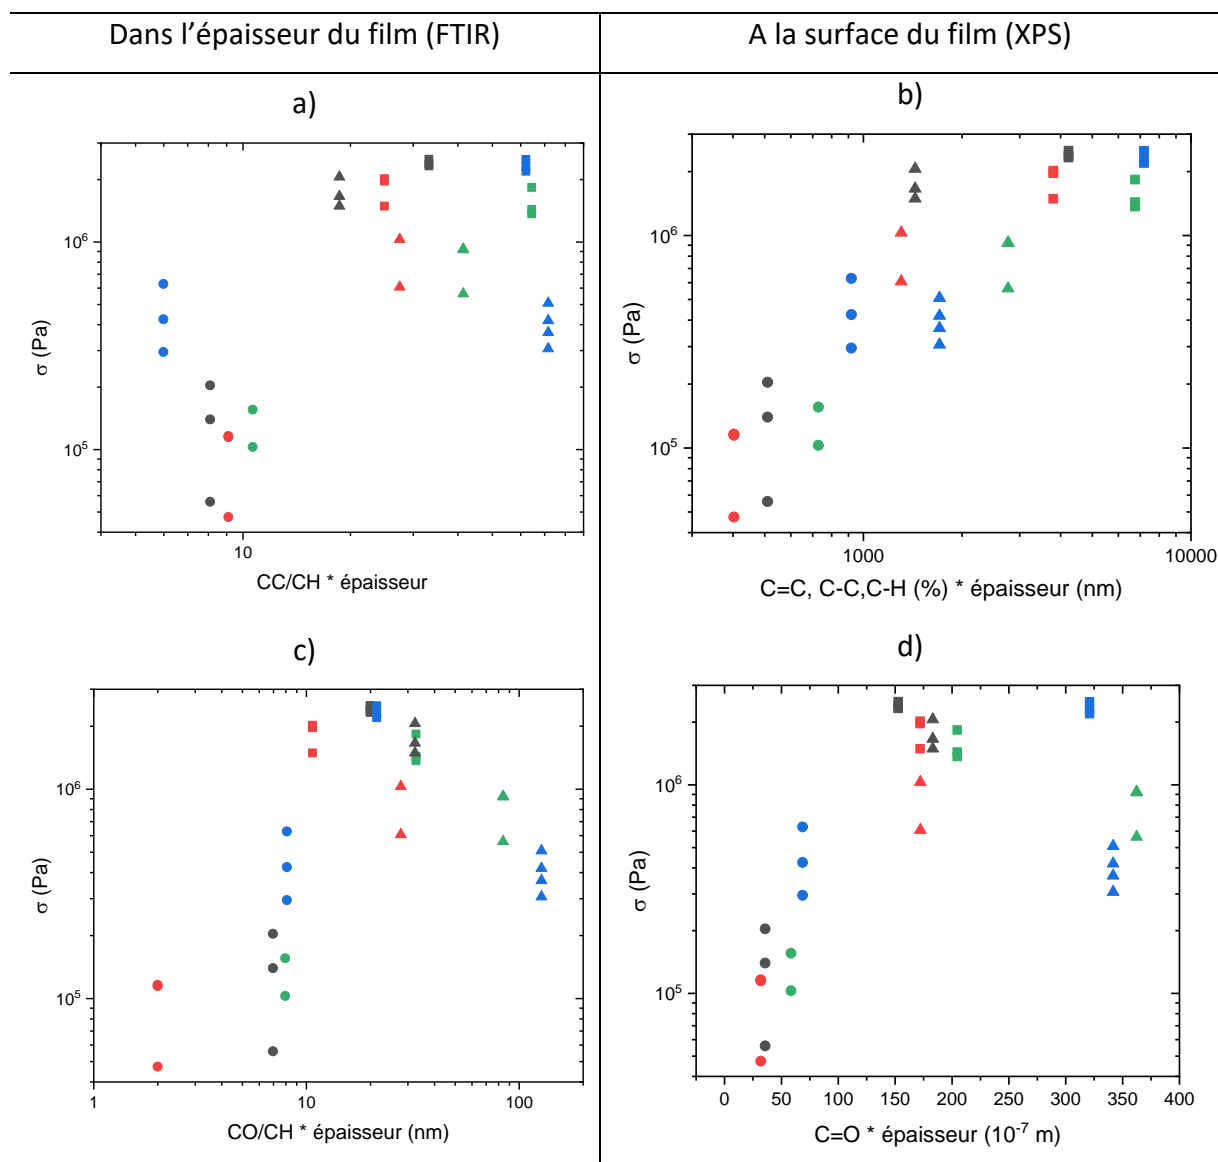 Dans l’épaisseur du film (FTIR)
A la surface du film (XPS)
a)
10⁶
10⁵
σ (Pa)
10
CC/CH * épaisseur
b)
10⁶
10⁵
σ (Pa)
1000
10000
C=C, C-C,C-H (%) * épaisseur (nm)
c)
10⁶
10⁵
σ (Pa)
1
10
100
CO/CH * épaisseur (nm)
d)
10⁶
10⁵
σ (Pa)
0 50 100 150 200 250 300 350 400
C=O * épaisseur (10⁻⁷ m)